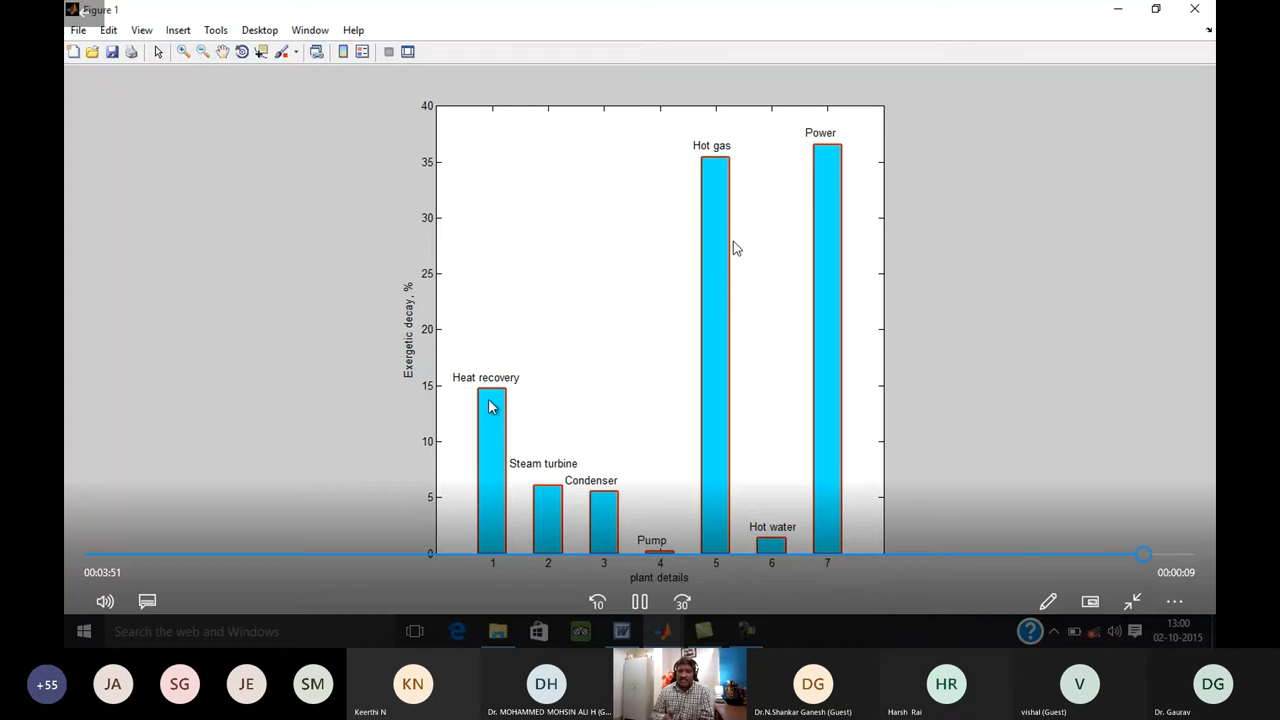 Figure 1
File Edit View Insert Tools Desktop Window Help
40
35
30
25
20
15
10
5
0
Exergetic decay, %
Heat recovery
Steam turbine
Condenser
Pump
Hot gas
Hot water
Power
1 2 3 4 5 6 7
plant details
00:03:51
00:00:09
10
30
Search the web and Windows
13:00
02-10-2015
+55
JA
SG
JE
SM
KN
Keerthi N
DH
Dr. MOHAMMED MOHSIN ALI H (G...
DG
Dr.N.Shankar Ganesh (Guest)
HR
Harsh Rai
V
vishal (Guest)
DG
Dr. Gaurav